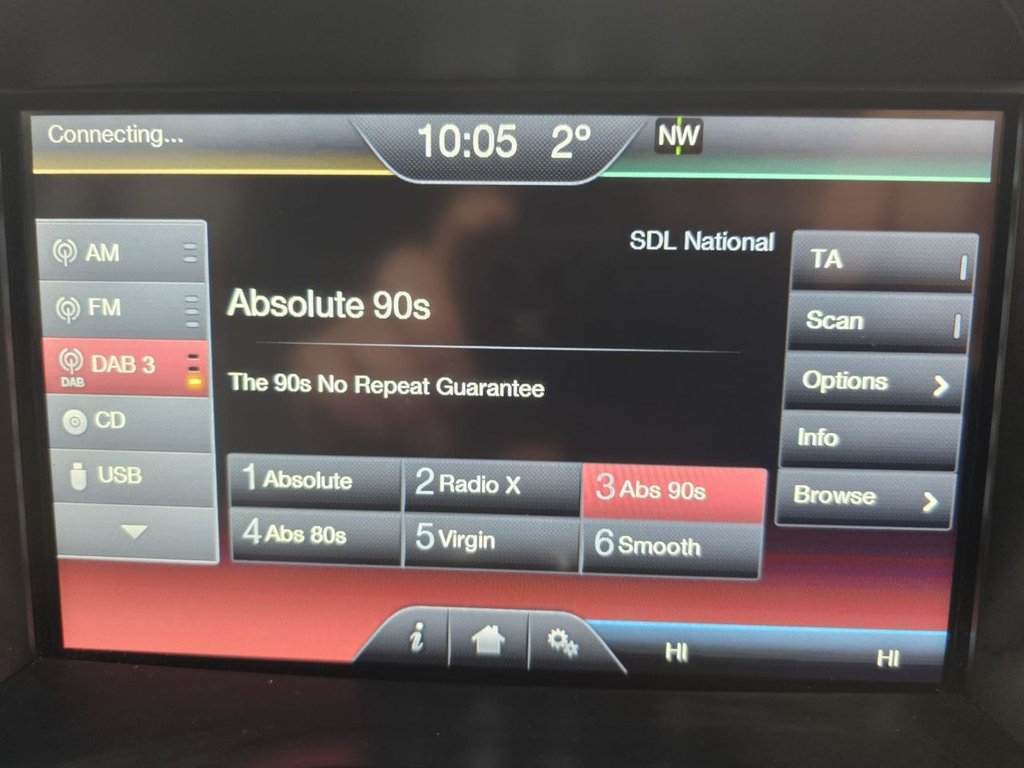 Connecting...
10:05 2°
NW
AM
FM
DAB 3
DAB
CD
USB
SDL National
Absolute 90s
The 90s No Repeat Guarantee
1 Absolute
2 Radio X
3 Abs 90s
4 Abs 80s
5 Virgin
6 Smooth
TA
Scan
Options
Info
Browse
i
HI
HI